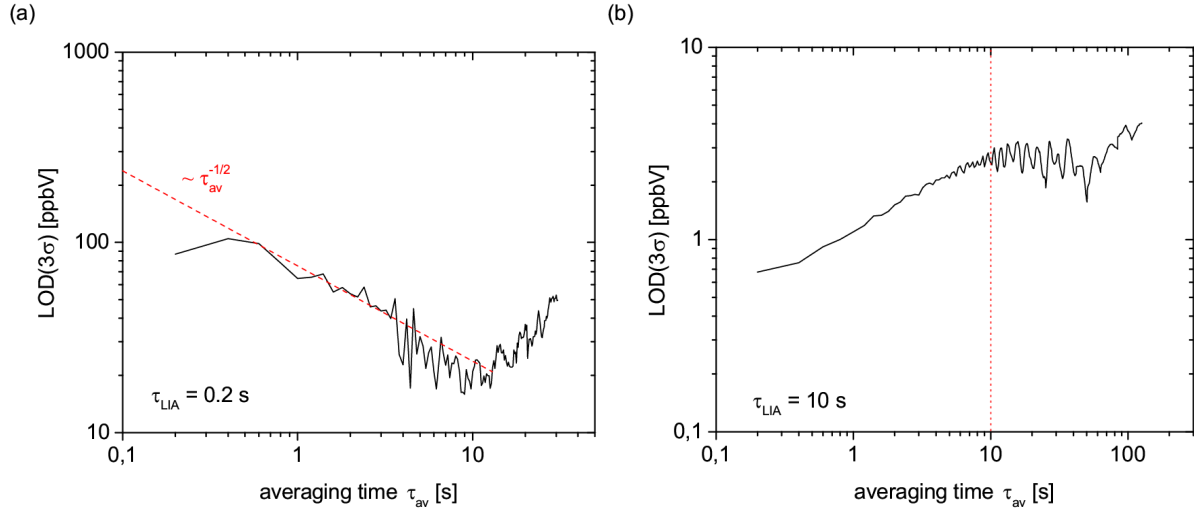 (a)
LOD(3σ) [ppbV]
1000
100
10
~ τav^-1/2
τLIA = 0.2 s
0,1
1
10
averaging time τav [s]
(b)
LOD(3σ) [ppbV]
10
1
0,1
τLIA = 10 s
0,1
1
10
100
averaging time τav [s]